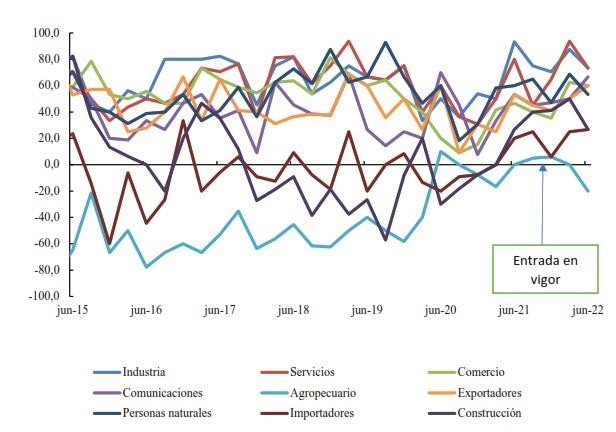 100,0
80,0
60,0
40,0
20,0
0,0
-20,0
-40,0
-60,0
-80,0
-100,0
Entrada en
vigor
jun-15 jun-16 jun-17 jun-18 jun-19 jun-20 jun-21 jun-22
Industria Servicios Comercio
Comunicaciones Agropecuario Exportadores
Personas naturales Importadores Construcción